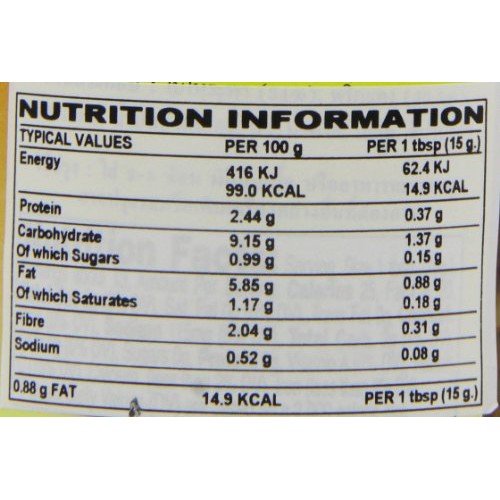 NUTRITION INFORMATION
TYPICAL VALUES PER 100 g PER 1 tbsp (15 g.)
Energy 416 KJ 62.4 KJ
99.0 KCAL 14.9 KCAL
Protein 2.44 g 0.37 g
Carbohydrate 9.15 g 1.37 g
Of which Sugars 0.99 g 0.15 g
Fat 5.85 g 0.88 g
Of which Saturates 1.17 g 0.18 g
Fibre 2.04 g 0.31 g
Sodium 0.52 g 0.08 g
0.88 g FAT 14.9 KCAL PER 1 tbsp (15 g.)